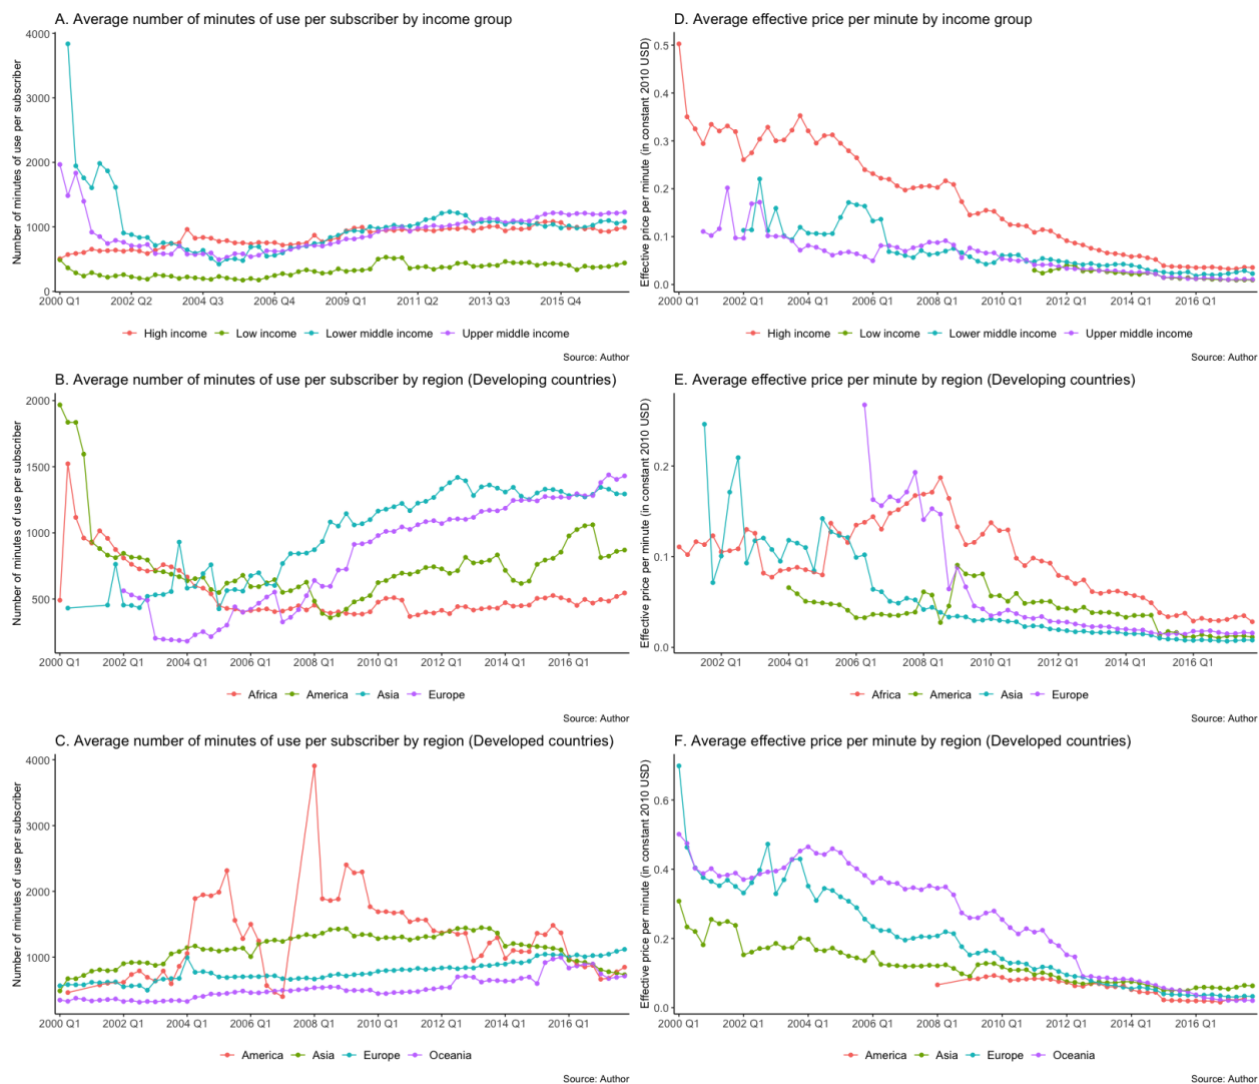 A. Average number of minutes of use per subscriber by income group
Number of minutes of use per subscriber
4000
3000
2000
1000
0
2000 Q1 2002 Q2 2004 Q3 2006 Q4 2009 Q1 2011 Q2 2013 Q3 2015 Q4
High income Low income Lower middle income Upper middle income
Source: Author
D. Average effective price per minute by income group
Effective price per minute (in constant 2010 USD)
0.5
0.4
0.3
0.2
0.1
0.0
2000 Q1 2002 Q1 2004 Q1 2006 Q1 2008 Q1 2010 Q1 2012 Q1 2014 Q1 2016 Q1
High income Low income Lower middle income Upper middle income
Source: Author
B. Average number of minutes of use per subscriber by region (Developing countries)
Number of minutes of use per subscriber
2000
1500
1000
500
2000 Q1 2002 Q1 2004 Q1 2006 Q1 2008 Q1 2010 Q1 2012 Q1 2014 Q1 2016 Q1
Africa America Asia Europe
Source: Author
E. Average effective price per minute by region (Developing countries)
Effective price per minute (in constant 2010 USD)
0.2
0.1
0.0
2002 Q1 2004 Q1 2006 Q1 2008 Q1 2010 Q1 2012 Q1 2014 Q1 2016 Q1
Africa America Asia Europe
Source: Author
C. Average number of minutes of use per subscriber by region (Developed countries)
Number of minutes of use per subscriber
4000
3000
2000
1000
2000 Q1 2002 Q1 2004 Q1 2006 Q1 2008 Q1 2010 Q1 2012 Q1 2014 Q1 2016 Q1
America Asia Europe Oceania
Source: Author
F. Average effective price per minute by region (Developed countries)
Effective price per minute (in constant 2010 USD)
0.6
0.4
0.2
0.0
2000 Q1 2002 Q1 2004 Q1 2006 Q1 2008 Q1 2010 Q1 2012 Q1 2014 Q1 2016 Q1
America Asia Europe Oceania
Source: Author